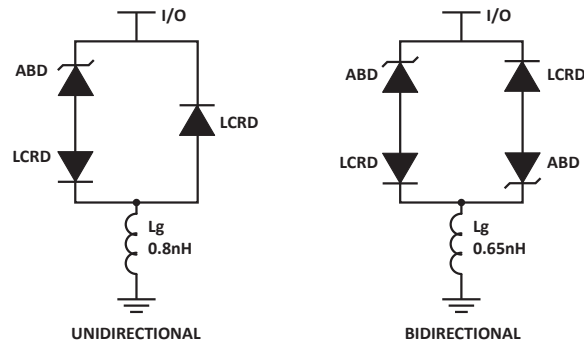 I/O
ABD
LCRD
LCRD
Lg
0.8nH
UNIDIRECTIONAL
I/O
ABD
LCRD
LCRD
ABD
Lg
0.65nH
BIDIRECTIONAL